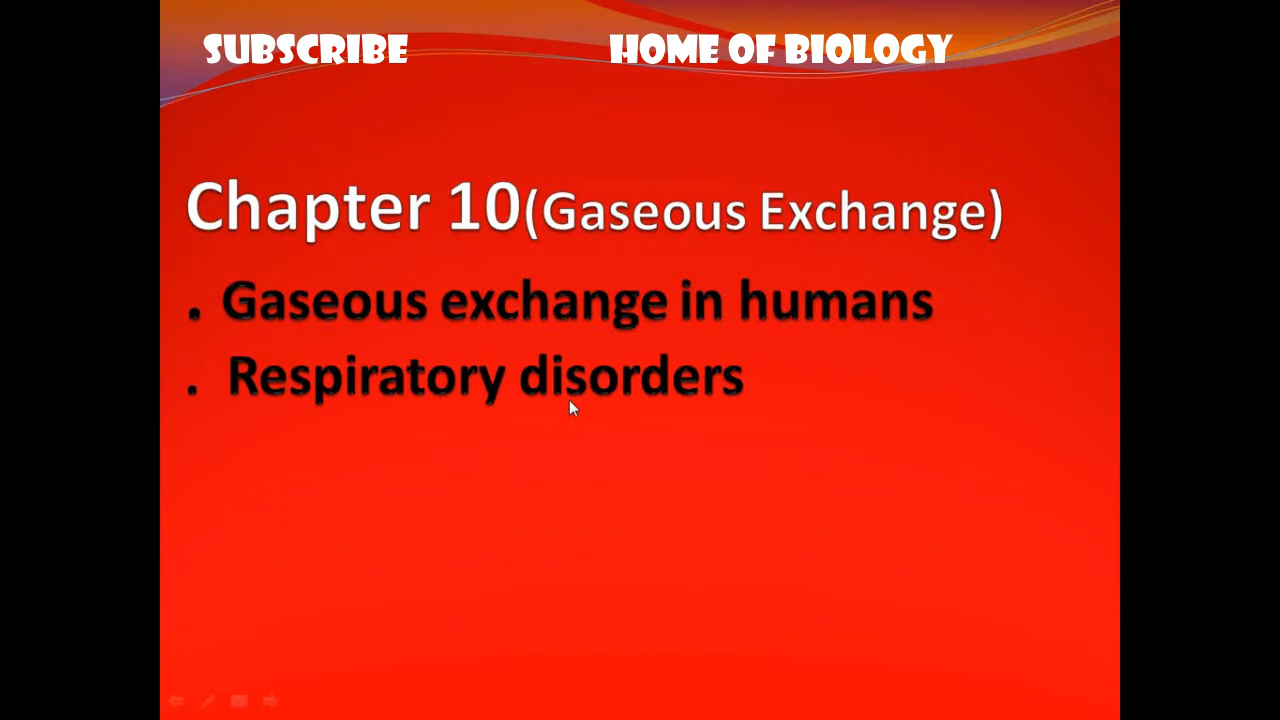 SUBSCRIBE HOME OF BIOLOGY
Chapter 10(Gaseous Exchange)
. Gaseous exchange in humans
. Respiratory disorders